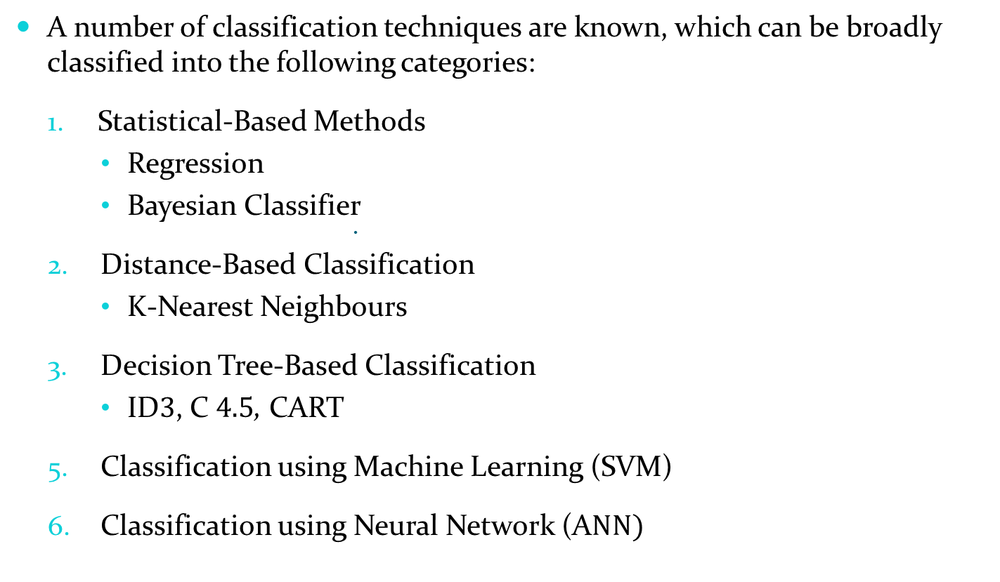 • A number of classification techniques are known, which can be broadly
classified into the following categories:
1. Statistical-Based Methods
• Regression
• Bayesian Classifier
2. Distance-Based Classification
• K-Nearest Neighbours
3. Decision Tree-Based Classification
• ID3, C 4.5, CART
5. Classification using Machine Learning (SVM)
6. Classification using Neural Network (ANN)